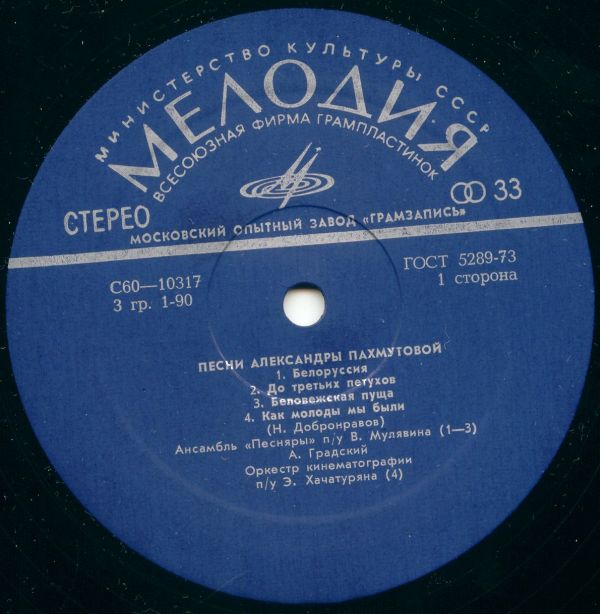 МИНИСТЕРСТВО КУЛЬТУРЫ СССР
МЕЛОДИЯ
ВСЕСОЮЗНАЯ ФИРМА ГРАМПЛАСТИНОК
СТЕРЕО
33
МОСКОВСКИЙ ОПЫТНЫЙ ЗАВОД «ГРАМЗАПИСЬ»
С60—10317
3 гр. 1-90
ГОСТ 5289-73
1 сторона
ПЕСНИ АЛЕКСАНДРЫ ПАХМУТОВОЙ
1. Белоруссия
2. До третьих петухов
3. Беловежская пуща
4. Как молоды мы были
(Н. Добронравов)
Ансамбль «Песняры» п/у В. Мулявина (1—3)
А. Градский
Оркестр кинематографии
п/у Э. Хачатуряна (4)